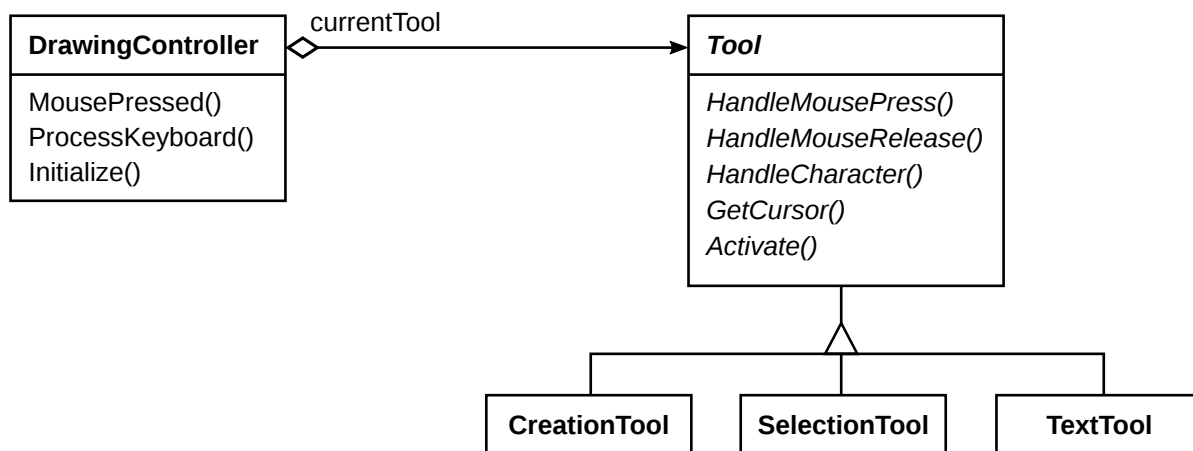 DrawingController
MousePressed()
ProcessKeyboard()
Initialize()
currentTool
Tool
HandleMousePress()
HandleMouseRelease()
HandleCharacter()
GetCursor()
Activate()
CreationTool
SelectionTool
TextTool